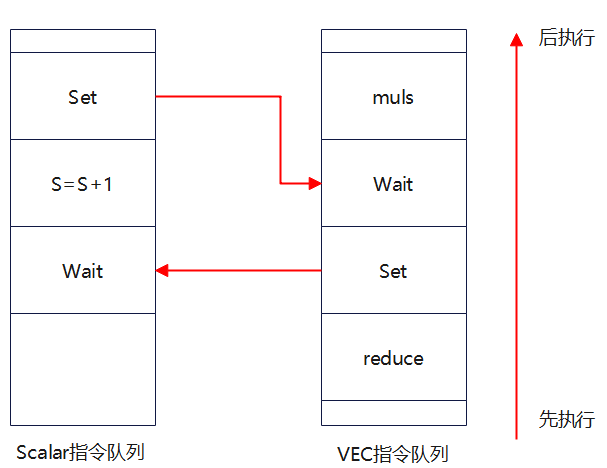 后执行
Set
muls
S=S+1
Wait
Wait
Set
reduce
先执行
Scalar指令队列
VEC指令队列